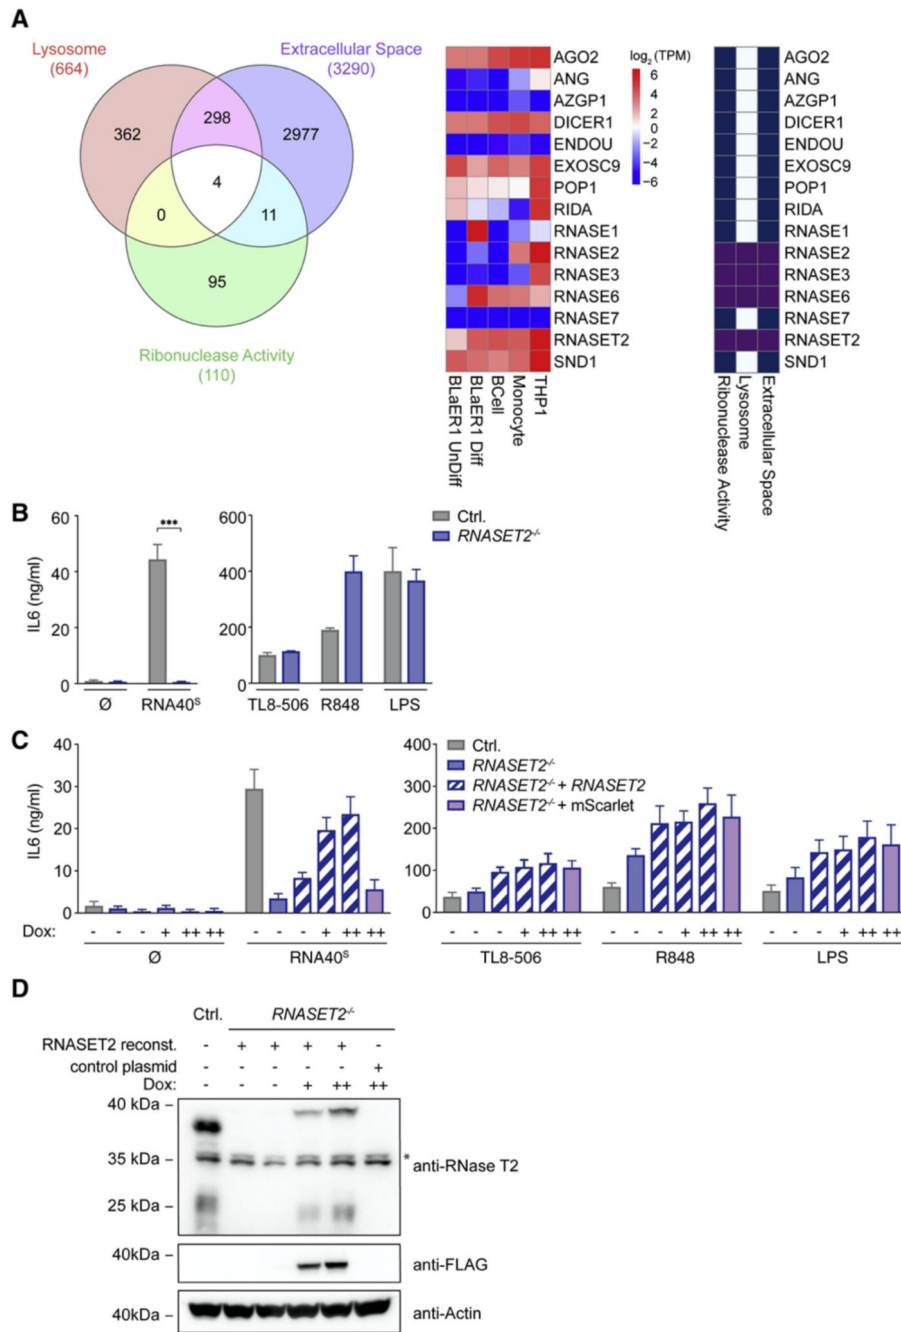 A
Lysosome
(664)
Extracellular Space
(3290)
362
298
2977
4
0
11
95
Ribonuclease Activity
(110)
AGO2
ANG
AZGP1
DICER1
ENDOU
EXOSC9
POP1
RIDA
RNASE1
RNASE2
RNASE3
RNASE6
RNASE7
RNASET2
SND1
BLaER1 UnDiff
BLaER1 Diff
BCell
Monocyte
THP1
log2 (TPM)
6
4
2
0
−2
−4
−6
AGO2
ANG
AZGP1
DICER1
ENDOU
EXOSC9
POP1
RIDA
RNASE1
RNASE2
RNASE3
RNASE6
RNASE7
RNASET2
SND1
Ribonuclease Activity
Lysosome
Extracellular Space
B
IL6 (ng/ml)
60
40
20
0
***
Ø RNA40S
600
400
200
0
TL8-506 R848 LPS
Ctrl.
RNASET2-/-
C
IL6 (ng/ml)
40
30
20
10
0
Dox: - - - + ++ ++ - - - + ++ ++
Ø RNA40S
400
300
200
100
0
Ctrl.
RNASET2-/-
RNASET2-/- + RNASET2
RNASET2-/- + mScarlet
- - - + ++ ++ - - - + ++ ++ - - - + ++ ++
TL8-506 R848 LPS
D
Ctrl. RNASET2-/-
RNASET2 reconst. - + + + + -
control plasmid - - - - - +
Dox: - - - + ++ ++
40 kDa –
35 kDa –
25 kDa –
* anti-RNase T2
40kDa –
anti-FLAG
40kDa –
anti-Actin